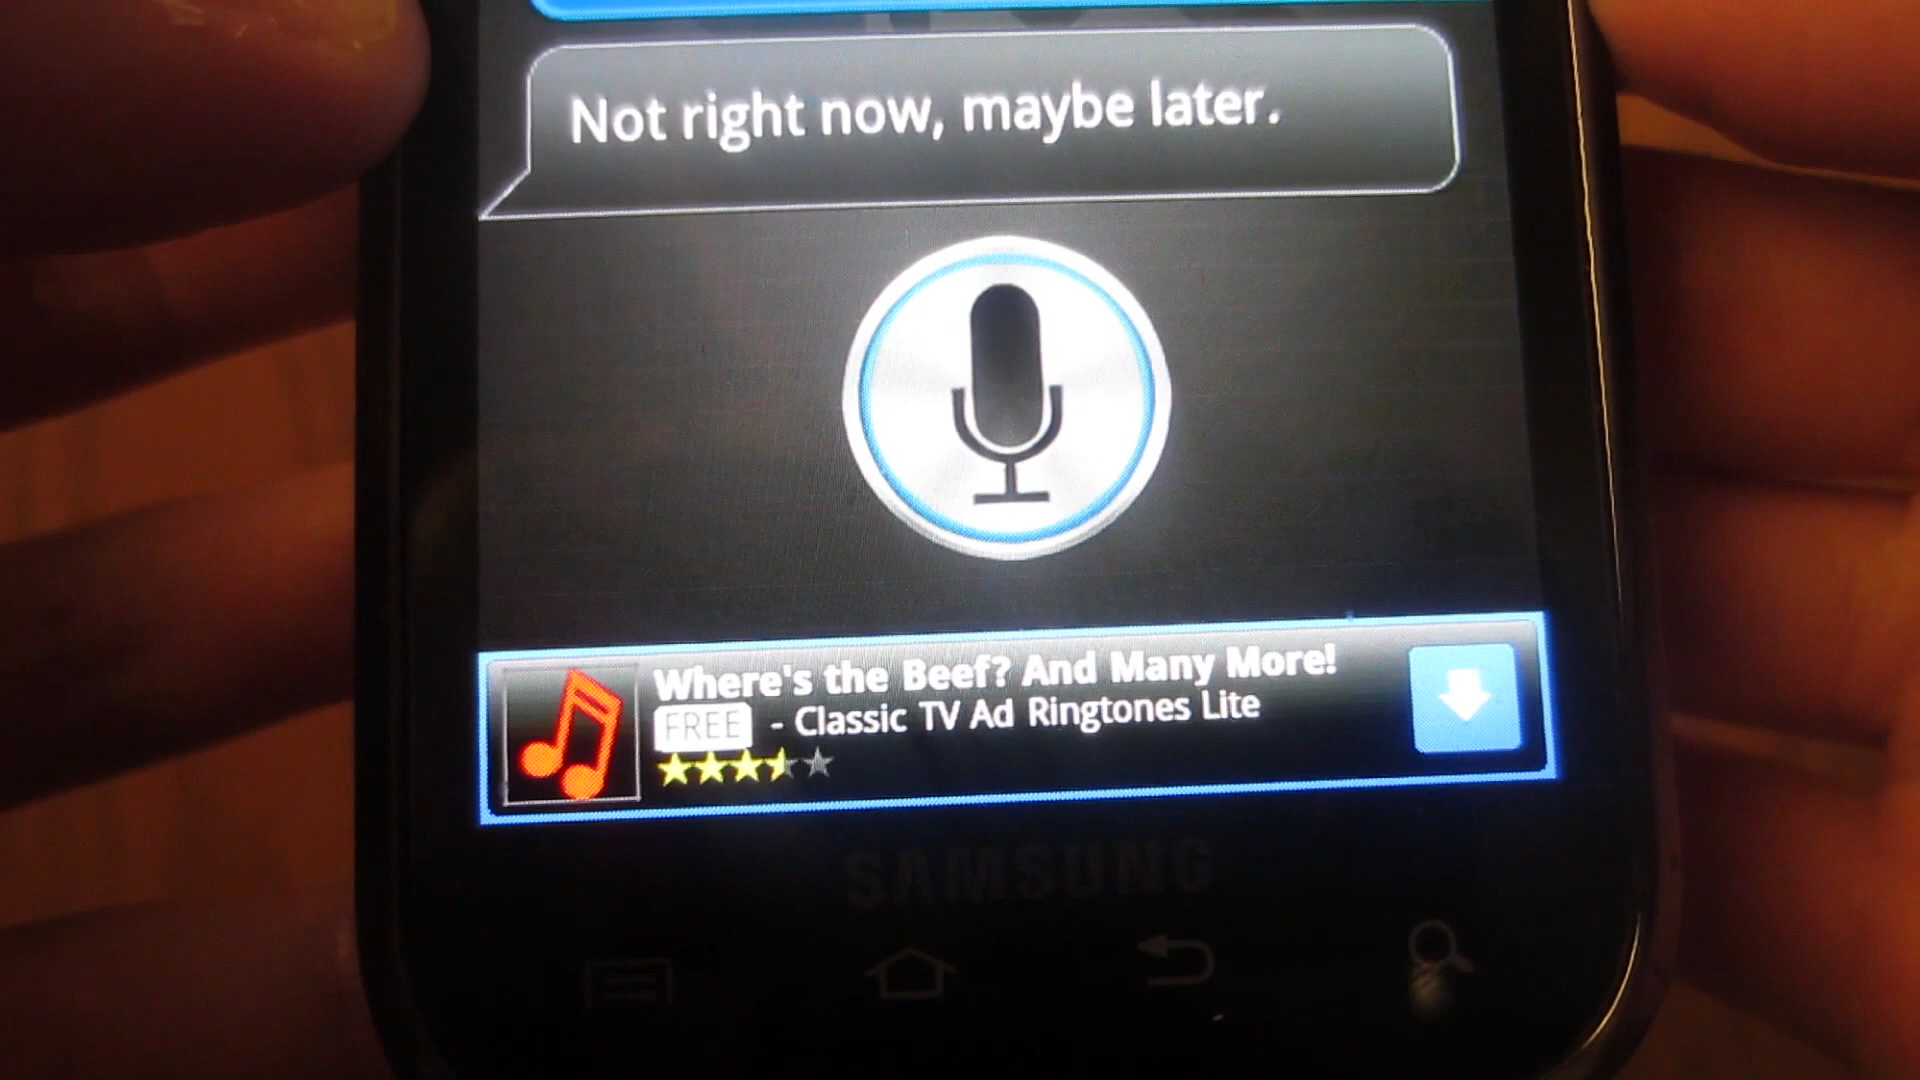 Not right now, maybe later.
Where's the Beef? And Many More!
FREE - Classic TV Ad Ringtones Lite
SAMSUNG